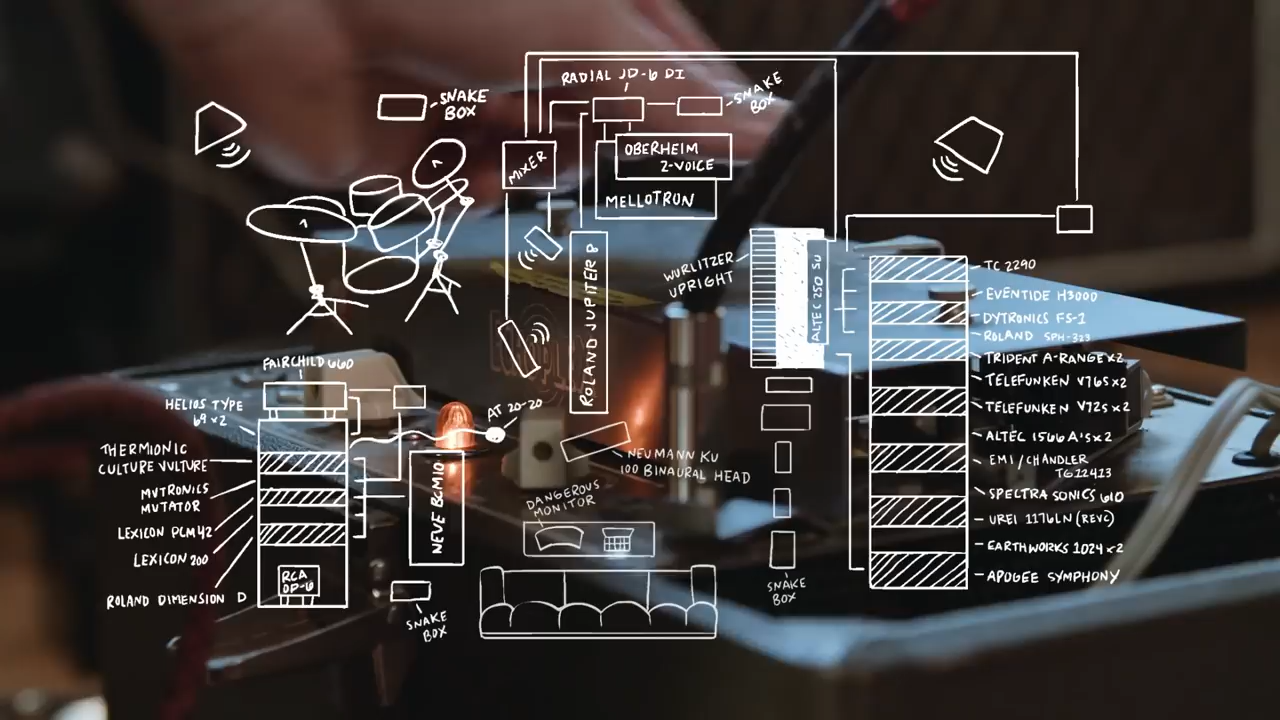 RADIAL JD-6 DI
SNAKE
BOX
SNAKE
BOX
MIXER
OBERHEIM
2-VOICE
MELLOTRON
ROLAND JUPITER 8
WURLITZER
UPRIGHT
ALTEC 250 SU
TC 2290
EVENTIDE H3000
DYTRONICS FS-1
ROLAND SPH-323
TRIDENT A-RANGE x2
TELEFUNKEN V76s x2
TELEFUNKEN V72s x2
ALTEC 1566A's x2
EMI/CHANDLER
TG12413
SPECTRA SONICS 610
UREI 1176LN (REV C)
EARTHWORKS 1024 x2
APOGEE SYMPHONY
FAIRCHILD 660
HELIOS TYPE
69 x2
THERMIONIC
CULTURE VULTURE
MUTRONICS
MUTATOR
LEXICON PCM 42
LEXICON 200
ROLAND DIMENSION D
RCA
OP-6
AT 20-20
NEVE BCM10
NEUMANN KU
100 BINAURAL HEAD
DANGEROUS
MONITOR
SNAKE
BOX
SNAKE
BOX